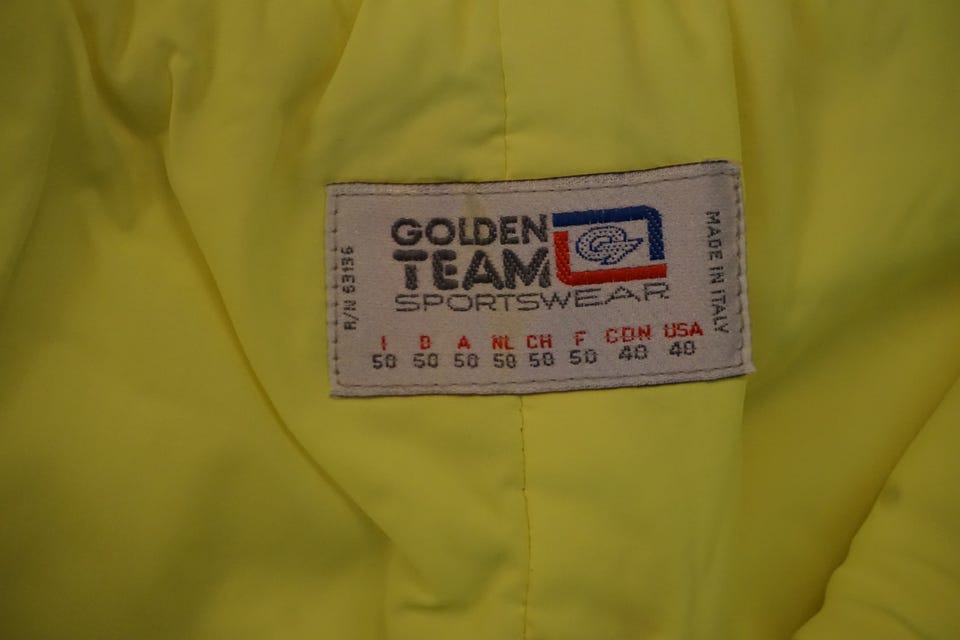 GOLDEN
TEAM
SPORTSWEAR
I D A NL CH F CDN USA
50 50 50 50 50 50 40 40
R/N 63136
MADE IN ITALY